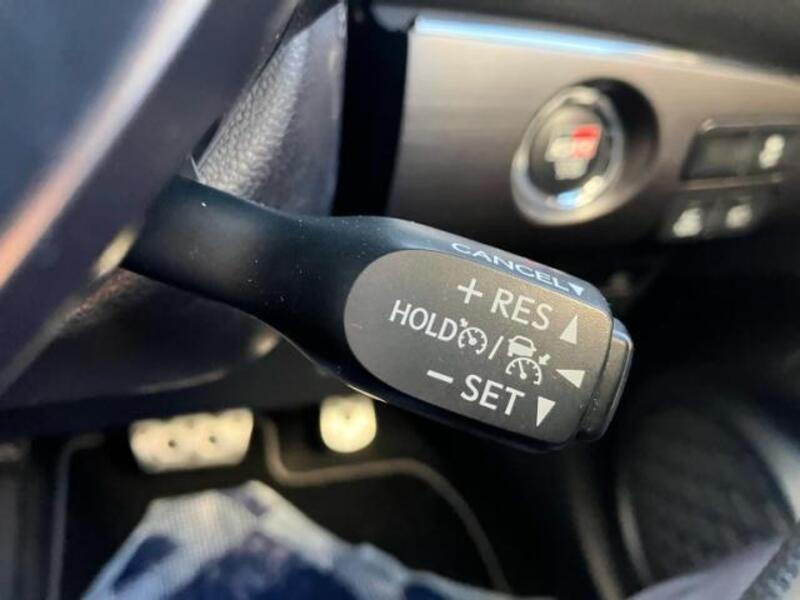 CANCEL▼
+ RES ▲
HOLD /
− SET ▼